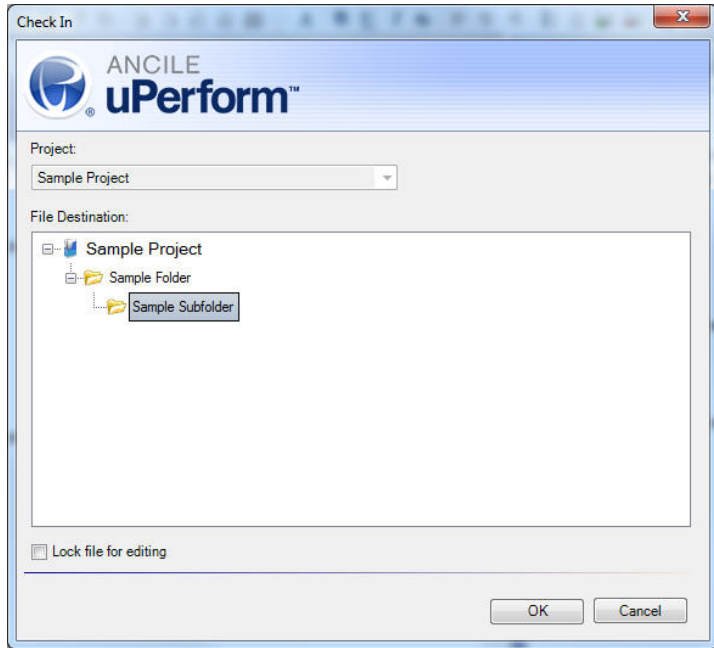 Check In
ANCILE
uPerform™
Project:
Sample Project
File Destination:
Sample Project
Sample Folder
Sample Subfolder
Lock file for editing
OK
Cancel